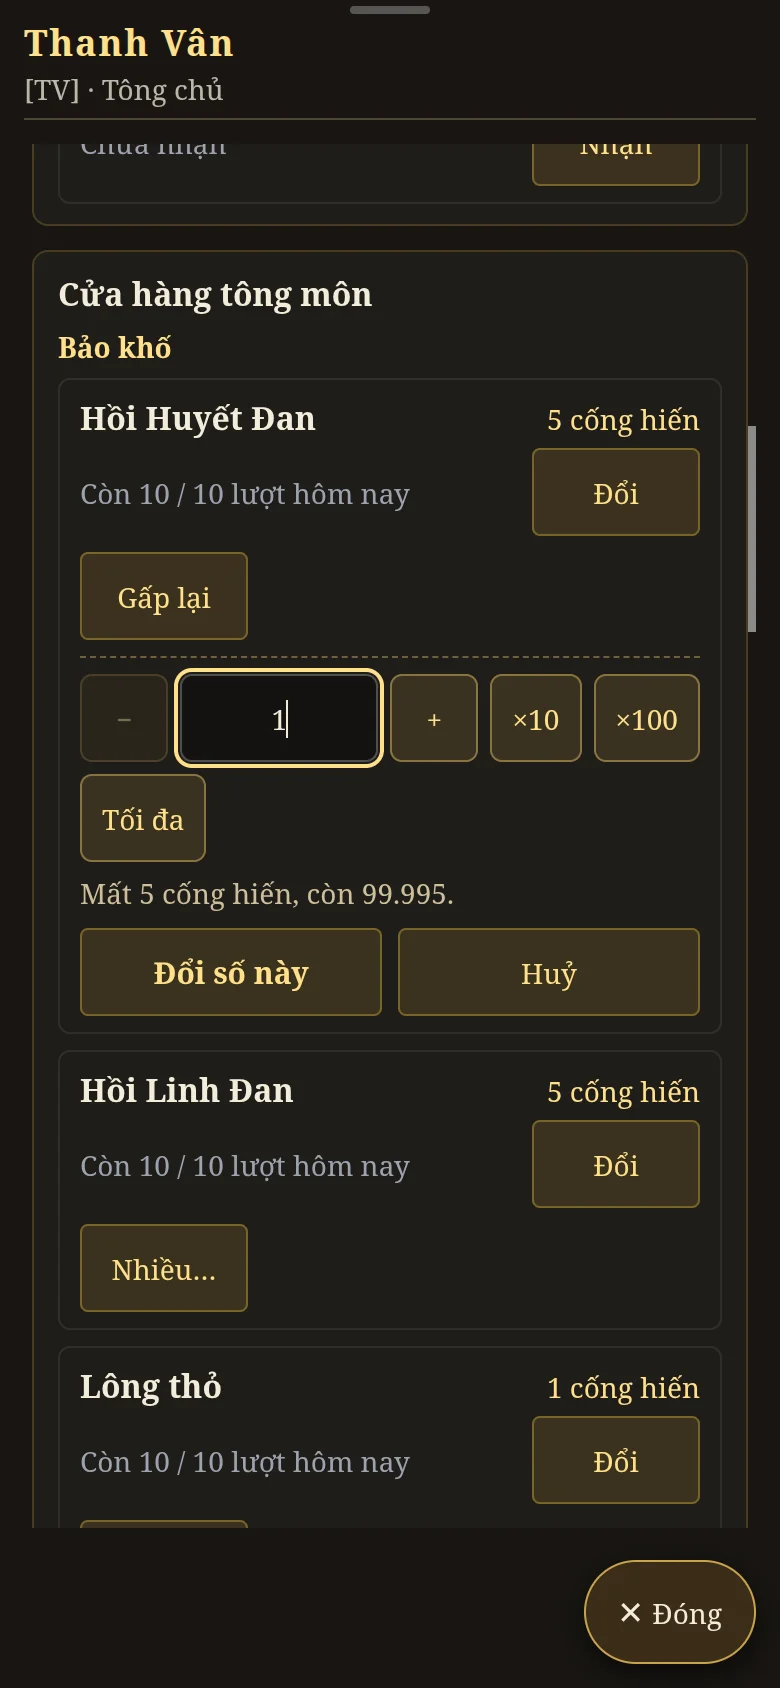 Thanh Vân
[TV] · Tông chủ
Chưa nhận
Nhận
Cửa hàng tông môn
Bảo khố
Hồi Huyết Đan
5 cống hiến
Còn 10 / 10 lượt hôm nay
Đổi
Gấp lại
− 1 + ×10 ×100
Tối đa
Mất 5 cống hiến, còn 99.995.
Đổi số này
Huỷ
Hồi Linh Đan
5 cống hiến
Còn 10 / 10 lượt hôm nay
Đổi
Nhiều...
Lông thỏ
1 cống hiến
Còn 10 / 10 lượt hôm nay
Đổi
✕ Đóng